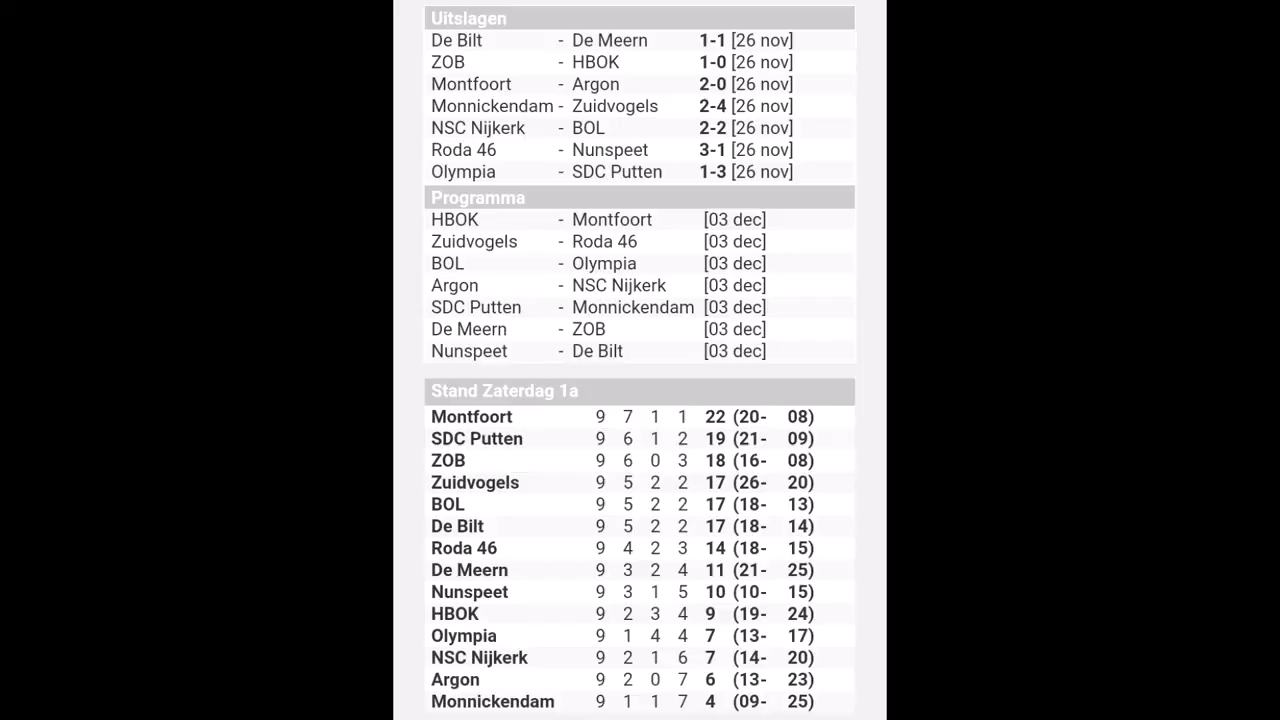 Uitslagen
De Bilt - De Meern 1-1 [26 nov]
ZOB - HBOK 1-0 [26 nov]
Montfoort - Argon 2-0 [26 nov]
Monnickendam - Zuidvogels 2-4 [26 nov]
NSC Nijkerk - BOL 2-2 [26 nov]
Roda 46 - Nunspeet 3-1 [26 nov]
Olympia - SDC Putten 1-3 [26 nov]
Programma
HBOK - Montfoort [03 dec]
Zuidvogels - Roda 46 [03 dec]
BOL - Olympia [03 dec]
Argon - NSC Nijkerk [03 dec]
SDC Putten - Monnickendam [03 dec]
De Meern - ZOB [03 dec]
Nunspeet - De Bilt [03 dec]
Stand Zaterdag 1a
Montfoort 9 7 1 1 22 (20- 08)
SDC Putten 9 6 1 2 19 (21- 09)
ZOB 9 6 0 3 18 (16- 08)
Zuidvogels 9 5 2 2 17 (26- 20)
BOL 9 5 2 2 17 (18- 13)
De Bilt 9 5 2 2 17 (18- 14)
Roda 46 9 4 2 3 14 (18- 15)
De Meern 9 3 2 4 11 (21- 25)
Nunspeet 9 3 1 5 10 (10- 15)
HBOK 9 2 3 4 9 (19- 24)
Olympia 9 1 4 4 7 (13- 17)
NSC Nijkerk 9 2 1 6 7 (14- 20)
Argon 9 2 0 7 6 (13- 23)
Monnickendam 9 1 1 7 4 (09- 25)